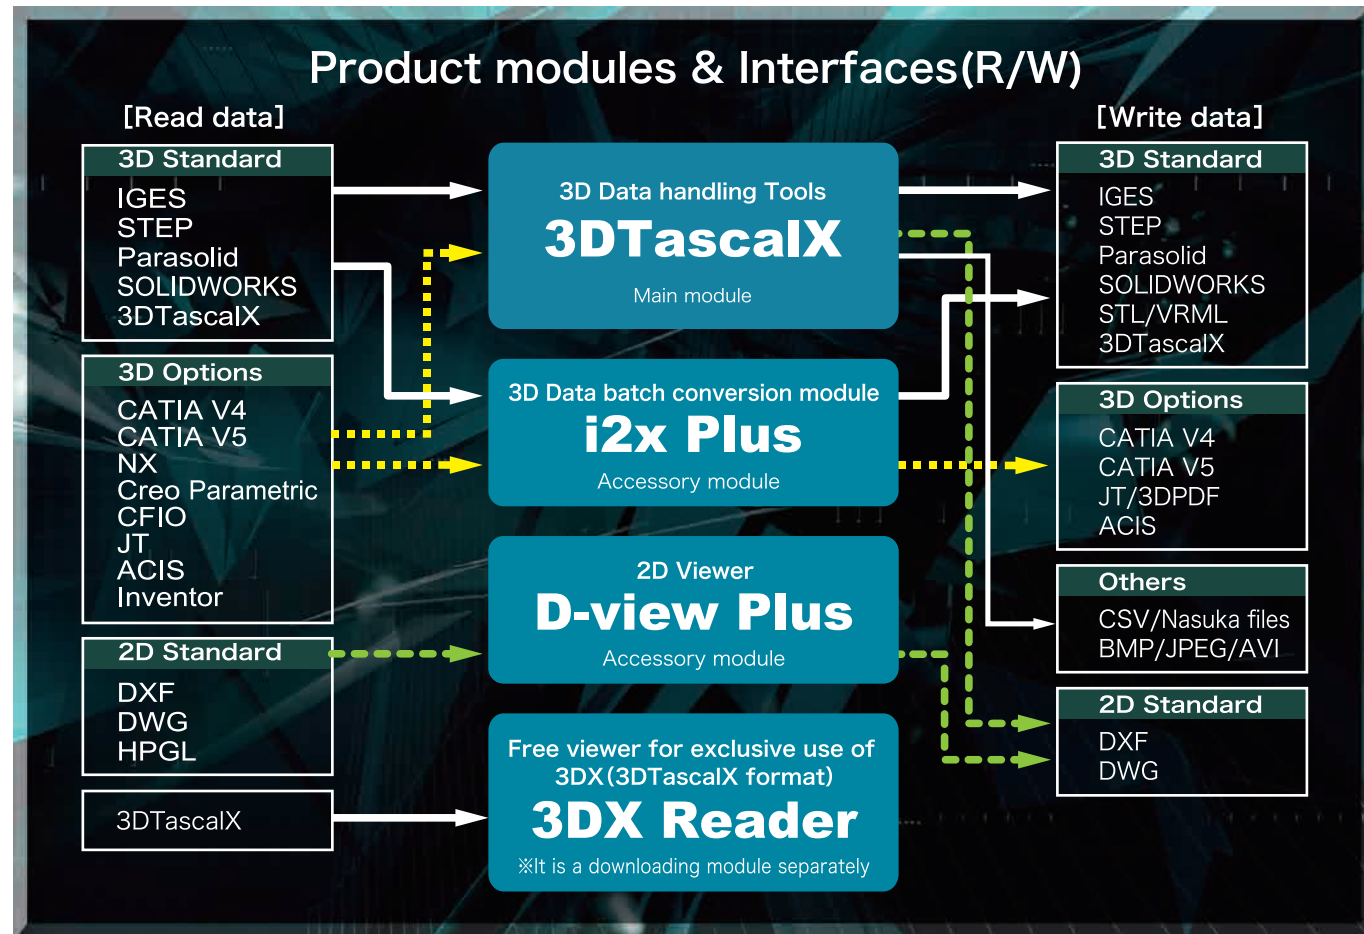 Product modules & Interfaces(R/W)
[Read data]
3D Standard
IGES
STEP
Parasolid
SOLIDWORKS
3DTascalX
3D Options
CATIA V4
CATIA V5
NX
Creo Parametric
CFIO
JT
ACIS
Inventor
2D Standard
DXF
DWG
HPGL
3DTascalX
3D Data handling Tools
3DTascalX
Main module
3D Data batch conversion module
i2x Plus
Accessory module
2D Viewer
D-view Plus
Accessory module
Free viewer for exclusive use of
3DX(3DTascalX format)
3DX Reader
※It is a downloading module separately
[Write data]
3D Standard
IGES
STEP
Parasolid
SOLIDWORKS
STL/VRML
3DTascalX
3D Options
CATIA V4
CATIA V5
JT/3DPDF
ACIS
Others
CSV/Nasuka files
BMP/JPEG/AVI
2D Standard
DXF
DWG